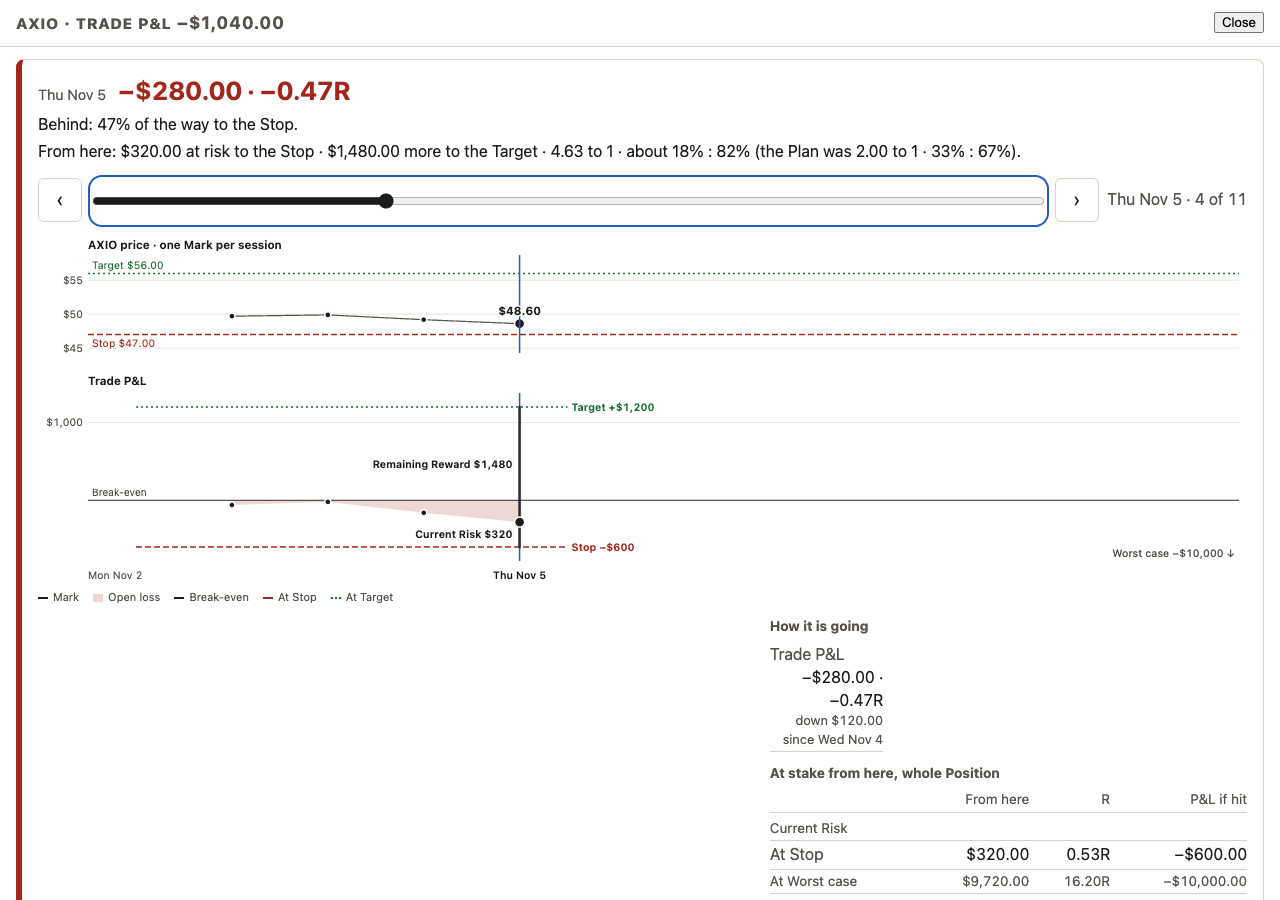 AXIO · TRADE P&L −$1,040.00
Close
Thu Nov 5 −$280.00 · −0.47R
Behind: 47% of the way to the Stop.
From here: $320.00 at risk to the Stop · $1,480.00 more to the Target · 4.63 to 1 · about 18% : 82% (the Plan was 2.00 to 1 · 33% : 67%).
‹
› Thu Nov 5 · 4 of 11
AXIO price · one Mark per session
Target $56.00
$55
$50
$48.60
Stop $47.00
$45
Trade P&L
Target +$1,200
$1,000
Remaining Reward $1,480
Break-even
Current Risk $320
Stop −$600
Worst case −$10,000 ↓
Mon Nov 2
Thu Nov 5
Mark Open loss Break-even At Stop At Target
How it is going
Trade P&L
−$280.00 ·
−0.47R
down $120.00
since Wed Nov 4
At stake from here, whole Position
From here R P&L if hit
Current Risk
At Stop $320.00 0.53R −$600.00
At Worst case $9,720.00 16.20R −$10,000.00